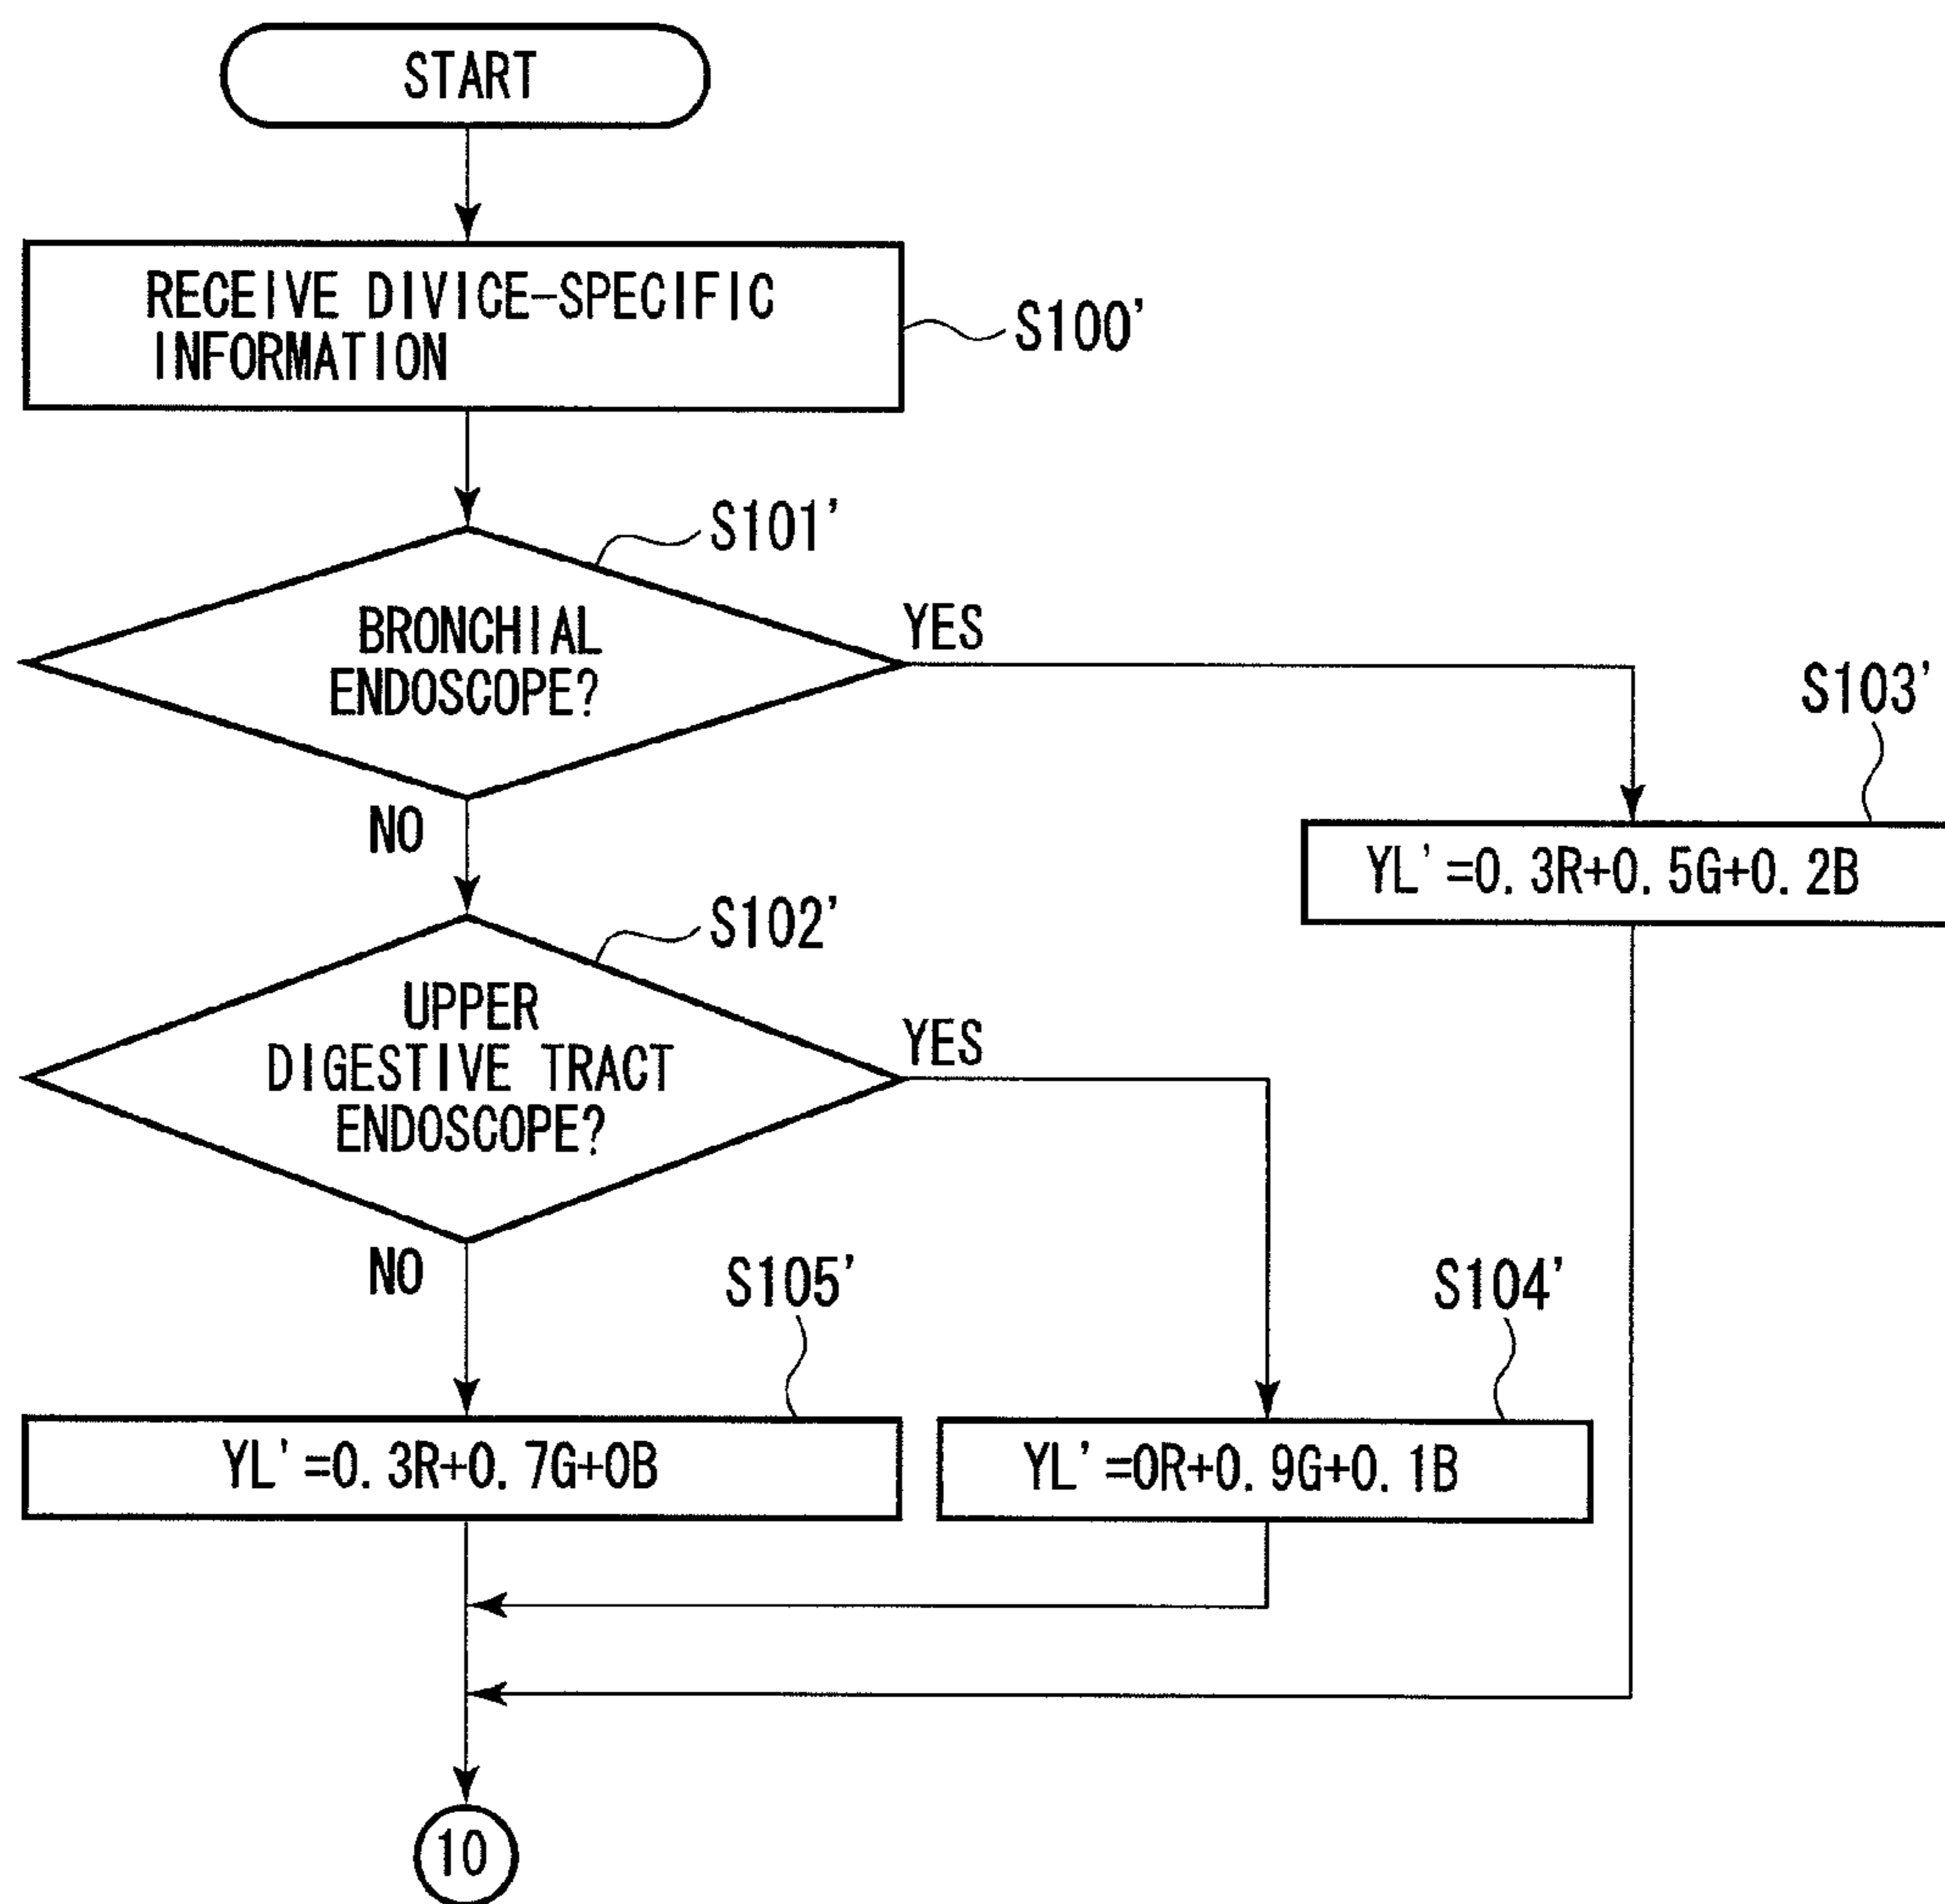 START
RECEIVE DIVICE-SPECIFIC
INFORMATION
S100'
S101'
BRONCHIAL
ENDOSCOPE?
YES
NO
S103'
YL'=0.3R+0.5G+0.2B
S102'
UPPER
DIGESTIVE TRACT
ENDOSCOPE?
YES
NO
S105'
S104'
YL'=0.3R+0.7G+0B
YL'=0R+0.9G+0.1B
10